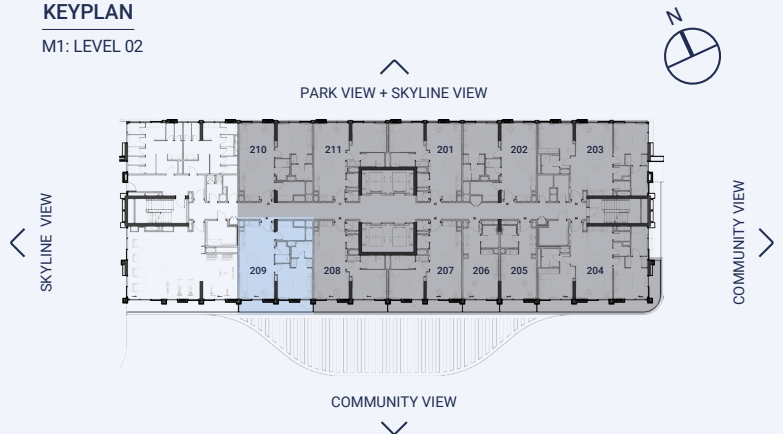 KEYPLAN
M1: LEVEL 02
N
PARK VIEW + SKYLINE VIEW
210 211 201 202 203
SKYLINE VIEW
COMMUNITY VIEW
209 208 207 206 205 204
COMMUNITY VIEW